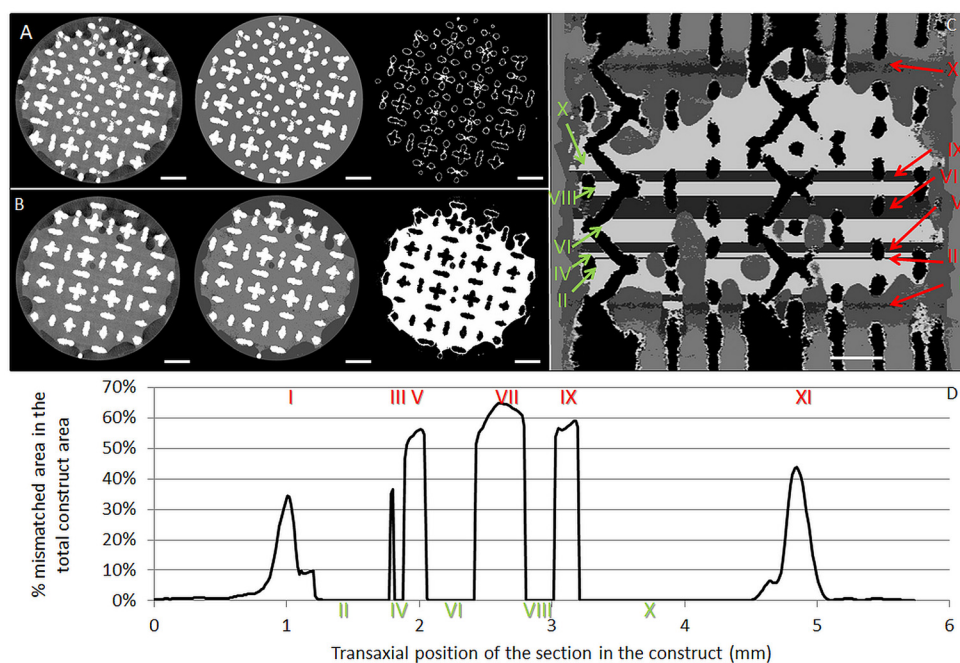 A
B
C
X
VIII
VI
IV
II
X
IX
VI
V
II
D
% mismatched area in the
total construct area
70%
60%
50%
40%
30%
20%
10%
0%
I
III
V
VII
IX
XI
II
IV
VI
VIII
X
0
1
2
3
4
5
6
Transaxial position of the section in the construct (mm)